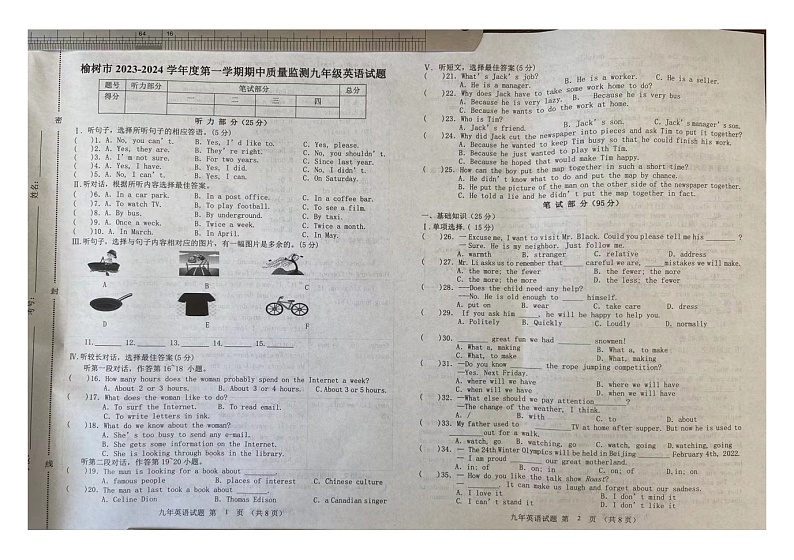 榆树市 2023-2024 学年度第一学期期中质量监测九年级英语试题
题号 听力部分 笔试部分 总分
得分 一 二 三 四
听 力 部 分 (25分)
Ⅰ. 听句子，选择所听句子的相应答语。(5 分)
( )1. A. No, you can't. B. Yes, I'd like to. C. Yes, please.
( )2. A. Yes, they are. B. They're right. C. No, you shouldn't.
( )3. A. I'm not sure. B. For two years. C. Since last year.
( )4. A. Yes, I have. B. Yes, I did. C. No, I didn't.
( )5. A. No, I can't. B. Yes, I can. C. On Saturday.
Ⅱ. 听对话，根据所听内容选择最佳答案。
( )6. A. In a car park. B. In a post office. C. In a coffee bar.
( )7. A. To watch TV. B. To play football. C. To see a film.
( )8. A. By bus. B. By underground. C. By taxi.
( )9. A. Once a week. B. Twice a week. C. Twice a month.
( )10. A. In March. B. In April. C. In May.
Ⅲ. 听句子，选择与句子内容相对应的图片，有一幅图片是多余的。(5 分)
A B C
D E F
11.______ 12.______ 13.______ 14.______ 15.______
Ⅳ. 听较长对话，选择最佳答案(5 分)
听第一段对话，作答第 16~18 小题。
( )16. How many hours does the woman probably spend on the Internet a week?
A. About 2 or 3 hours. B. About 3 or 4 hours. C. About 3 or 5 hours.
( )17. What does the woman like to do?
A. To surf the Internet. B. To read email.
C. To write letters in ink.
( )18. What do we know about the woman?
A. She's too busy to send any e-mail.
B. She gets some information on the Internet.
C. She is looking through books in the library.
听第二段对话，作答第 19~20 小题。
( )19. The man is looking for a book about ______.
A. famous people B. places of interest C. Chinese culture
( )20. The man at last took a book about ______.
A. Celine Dion B. Thomas Edison C. a Canadian singer
九年英语试题 第 1 页 （共 8 页）
Ⅴ. 听短文，选择最佳答案(5 分)
( )21. What's Jack's job?
A. He is a manager. B. He is a worker. C. He is a seller.
( )22. Why does Jack have to take some work home to do?
A. Because he is very lazy. B. Because he is very bus
C. Because he wants to do the work at home.
( )23. Who is Tim?
A. Jack's friend. B. Jack's son. C. Jack's manager's son.
( )24. Why did Jack cut the newspaper into pieces and ask Tim to put it together?
A. Because he wanted to keep Tim busy so that he could finish his work.
B. Because he just wanted to play with Tim.
C. Because he hoped that would make Tim happy.
( )25. How can the boy put the map together in such a short time?
A. He didn't know what to do and put the map by chance.
B. He put the picture of the man on the other side of the newspaper together.
C. He told a lie and he didn't put the map together in fact.
笔 试 部 分 (95分)
一. 基础知识(25 分)
Ⅰ. 单项选择. ( 15分)
( )26. — Excuse me, I want to visit Mr. Black. Could you please tell me his ______ ?
— Sure. He is my neighbor. Just follow me.
A. warmth B. stranger C. relative D, address
( )27. Mr. Li asks us to remember that ____ careful we are, ____ mistakes we will make.
A. the more; the fewer B. the fewer; the more
C. the more; the more D. the less; the fewer
( )28. —Does the child need any help?
—No. He is old enough to ______ himself.
A. put on B. wear C. take care D. dress
( )29. If you ask him ____. he will be happy to help you.
A. Politely B. Quickly C. Loudly D. normally
( )30. ______ great fun we had ______ snowmen!
A. What a, making B. What a, to make
C. What, to make D. What, making
( )31. —Do you know ______ the rope jumping competition?
—Yes. Next Friday.
A. where will we have B. where we will have
C. when will we have D. when we will have
( )32. —What else should we pay attention______?
—The change of the weather, I think.
A. / B. with C. to D. about
( )33. My father used to ______TV at home after supper. But now he is used to
______out for a walk.
A. watch, go B. watching, go C. watch, going D. watching, going
( )34. — The 24th Winter Olympics will be held in Beijing______ February 4th, 2022.
— I am proud ______ our great motherland.
A. in; of B. on; in C. on; of D. in; on
( )35. — How do you like the talk show Roast?
— ______. It can make us laugh and forget about our sadness.
A. I love it B. I don't mind it
C. I can't stand it D. I don't like it
九年英语试题 第 2 页 （共 8 页）
姓名:
考号:
密
封
线